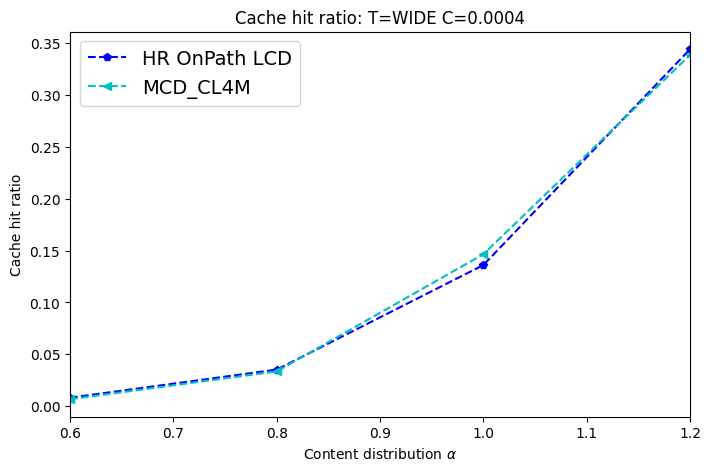 Cache hit ratio: T=WIDE C=0.0004
HR OnPath LCD
MCD_CL4M
Cache hit ratio
0.35
0.30
0.25
0.20
0.15
0.10
0.05
0.00
0.6 0.7 0.8 0.9 1.0 1.1 1.2
Content distribution α